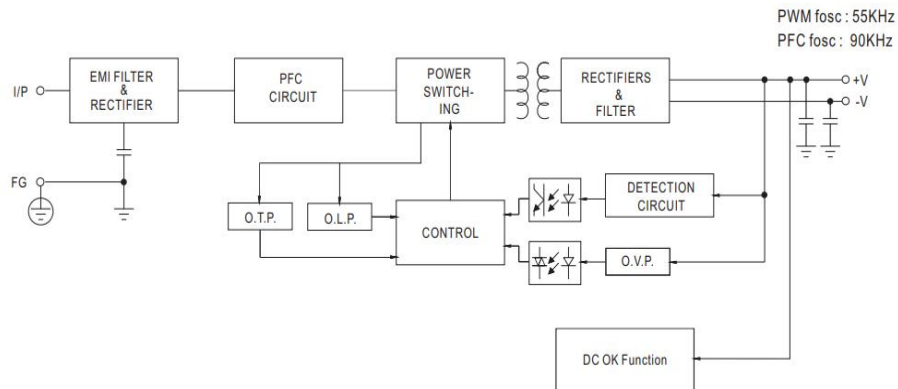 PWM fosc : 55KHz
PFC fosc : 90KHz
I/P
EMI FILTER
&
RECTIFIER
PFC
CIRCUIT
POWER
SWITCH-
ING
RECTIFIERS
&
FILTER
+V
-V
FG
O.T.P.
O.L.P.
CONTROL
DETECTION
CIRCUIT
O.V.P.
DC OK Function